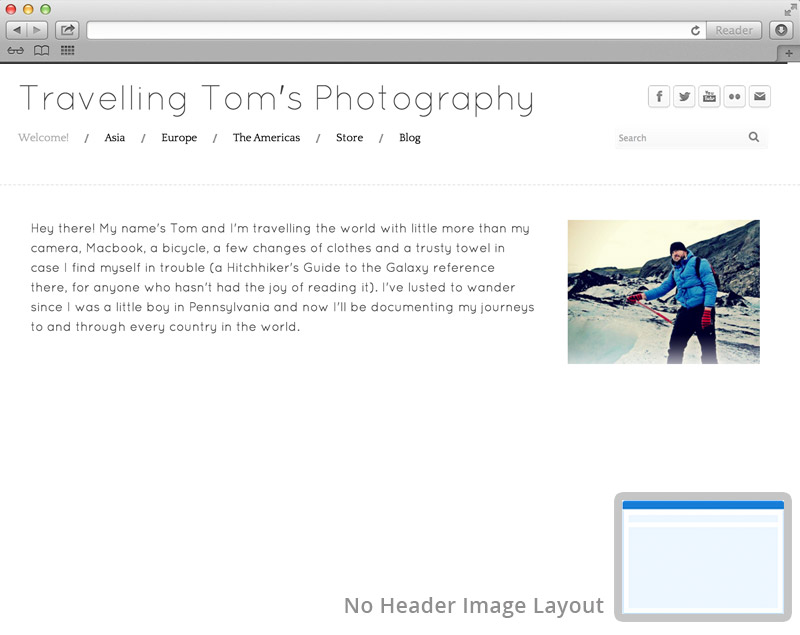 Reader
Travelling Tom's Photography
You
Tube
Welcome! / Asia / Europe / The Americas / Store / Blog
Search
Hey there! My name's Tom and I'm travelling the world with little more than my
camera, Macbook, a bicycle, a few changes of clothes and a trusty towel in
case I find myself in trouble (a Hitchhiker's Guide to the Galaxy reference
there, for anyone who hasn't had the joy of reading it). I've lusted to wander
since I was a little boy in Pennsylvania and now I'll be documenting my journeys
to and through every country in the world.
No Header Image Layout